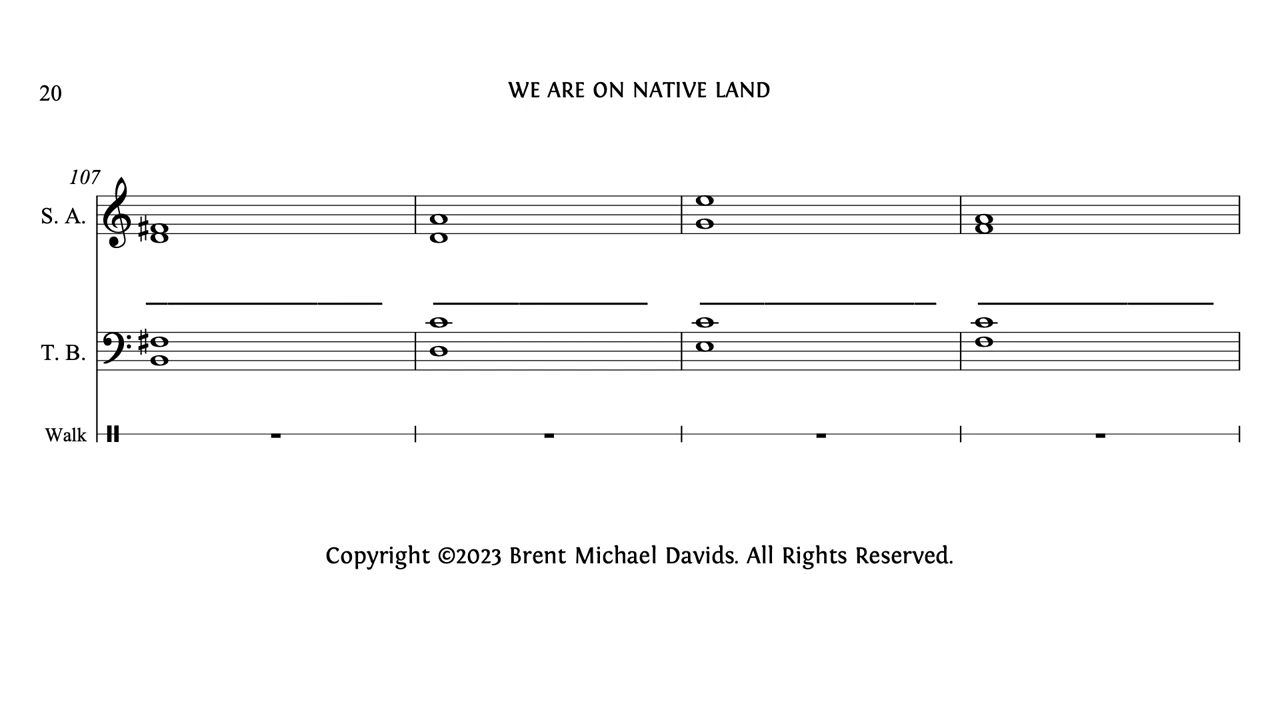 20
WE ARE ON NATIVE LAND
107
S. A.
T. B.
Walk
Copyright ©2023 Brent Michael Davids. All Rights Reserved.